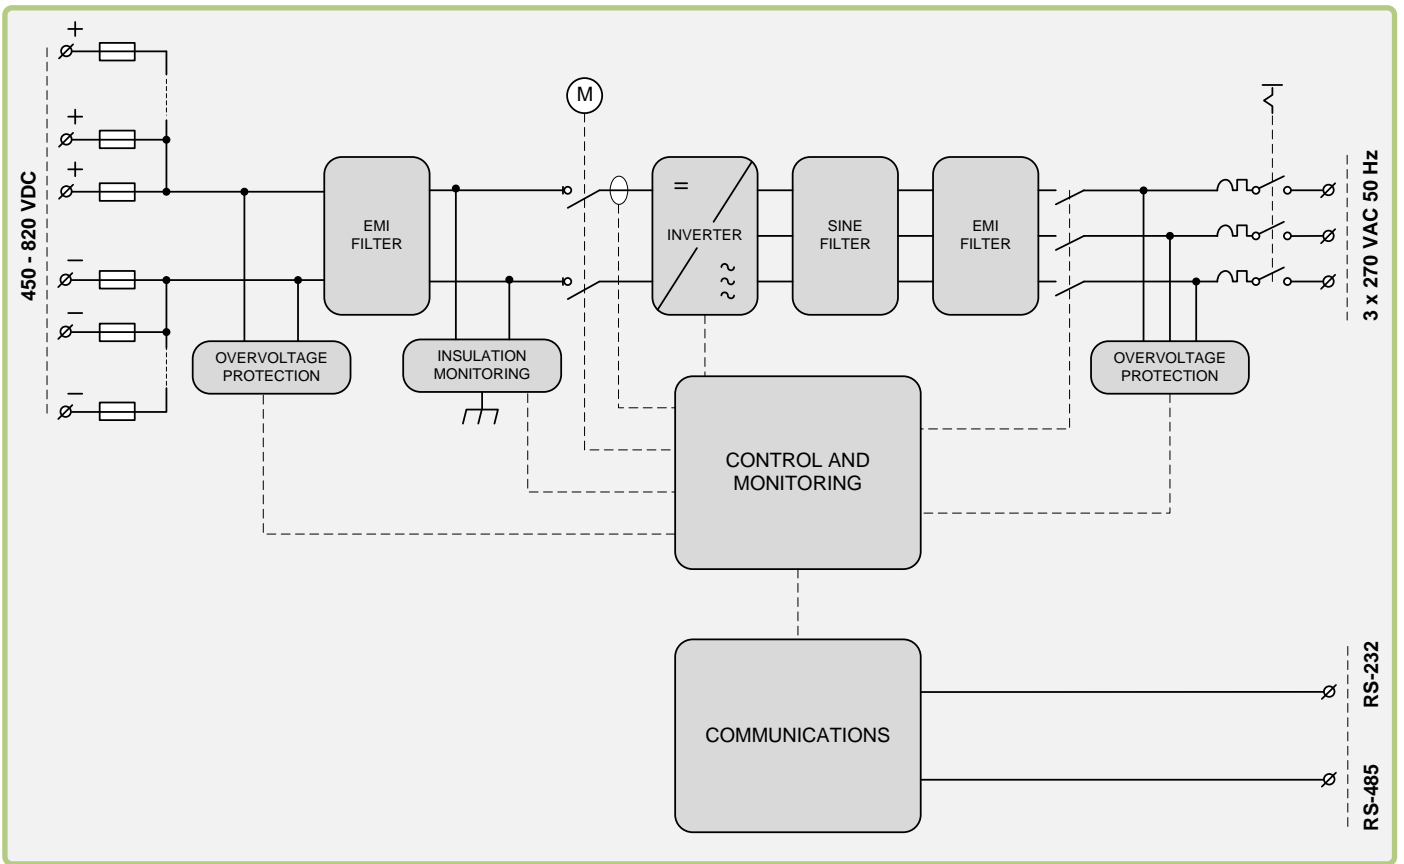 +
+
+
450 - 820 VDC
−
−
−
M
EMI
FILTER
=
INVERTER
~
~
~
SINE
FILTER
EMI
FILTER
3 x 270 VAC 50 Hz
OVERVOLTAGE
PROTECTION
INSULATION
MONITORING
OVERVOLTAGE
PROTECTION
CONTROL AND
MONITORING
COMMUNICATIONS
RS-232
RS-485